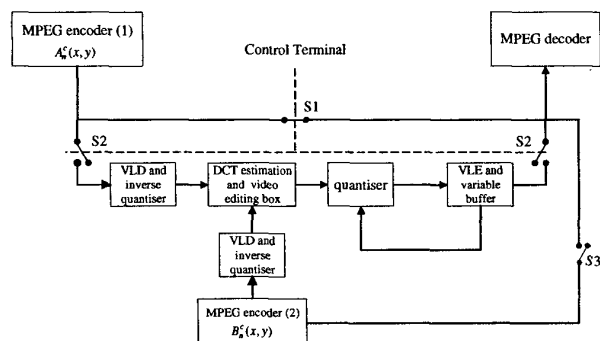 MPEG encoder (1)
A_n^c(x, y)
Control Terminal
MPEG decoder
S1
S2
S2
VLD and
inverse
quantiser
DCT estimation
and video
editing box
quantiser
VLE and
variable
buffer
VLD and
inverse
quantiser
S3
MPEG encoder (2)
B_n^c(x, y)